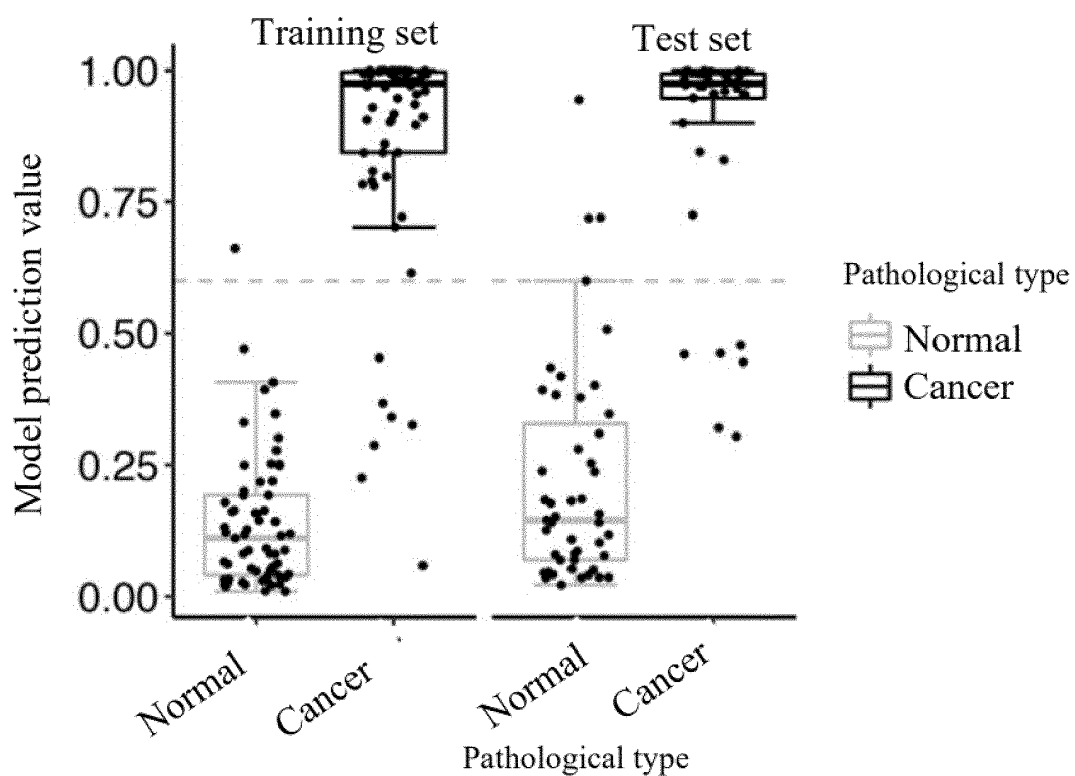 Training set
Test set
1.00
0.75
0.50
0.25
0.00
Model prediction value
Normal
Cancer
Normal
Cancer
Pathological type
Pathological type
Normal
Cancer